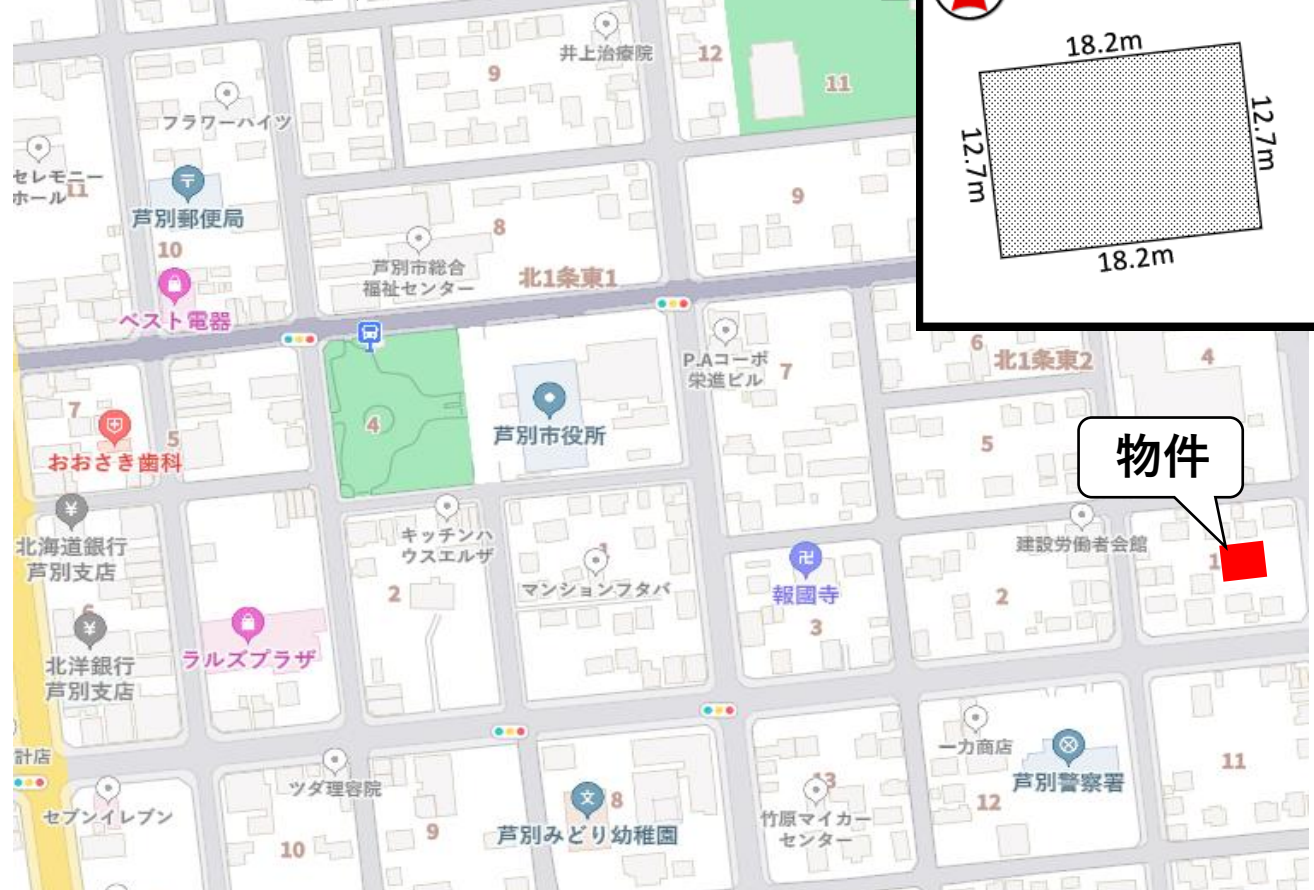 井上治療院
12
11
9
フラワーハイツ
セレモニー
ホール
11
芦別郵便局
10
8
9
芦別市総合
福祉センター
北1条東1
ベスト電器
18.2m
12.7m
12.7m
18.2m
P.Aコーポ
栄進ビル
7
6
北1条東2
4
7
おおさき歯科
5
4
芦別市役所
5
物件
北海道銀行
芦別支店
キッチンハ
ウスエルザ
建設労働者会館
1
マンションフタバ
2
報國寺
3
2
1
6
北洋銀行
芦別支店
ラルズプラザ
計店
ツダ理容院
一力商店
芦別警察署
11
セブンイレブン
8
13
12
芦別みどり幼稚園
竹原マイカー
センター
9
10